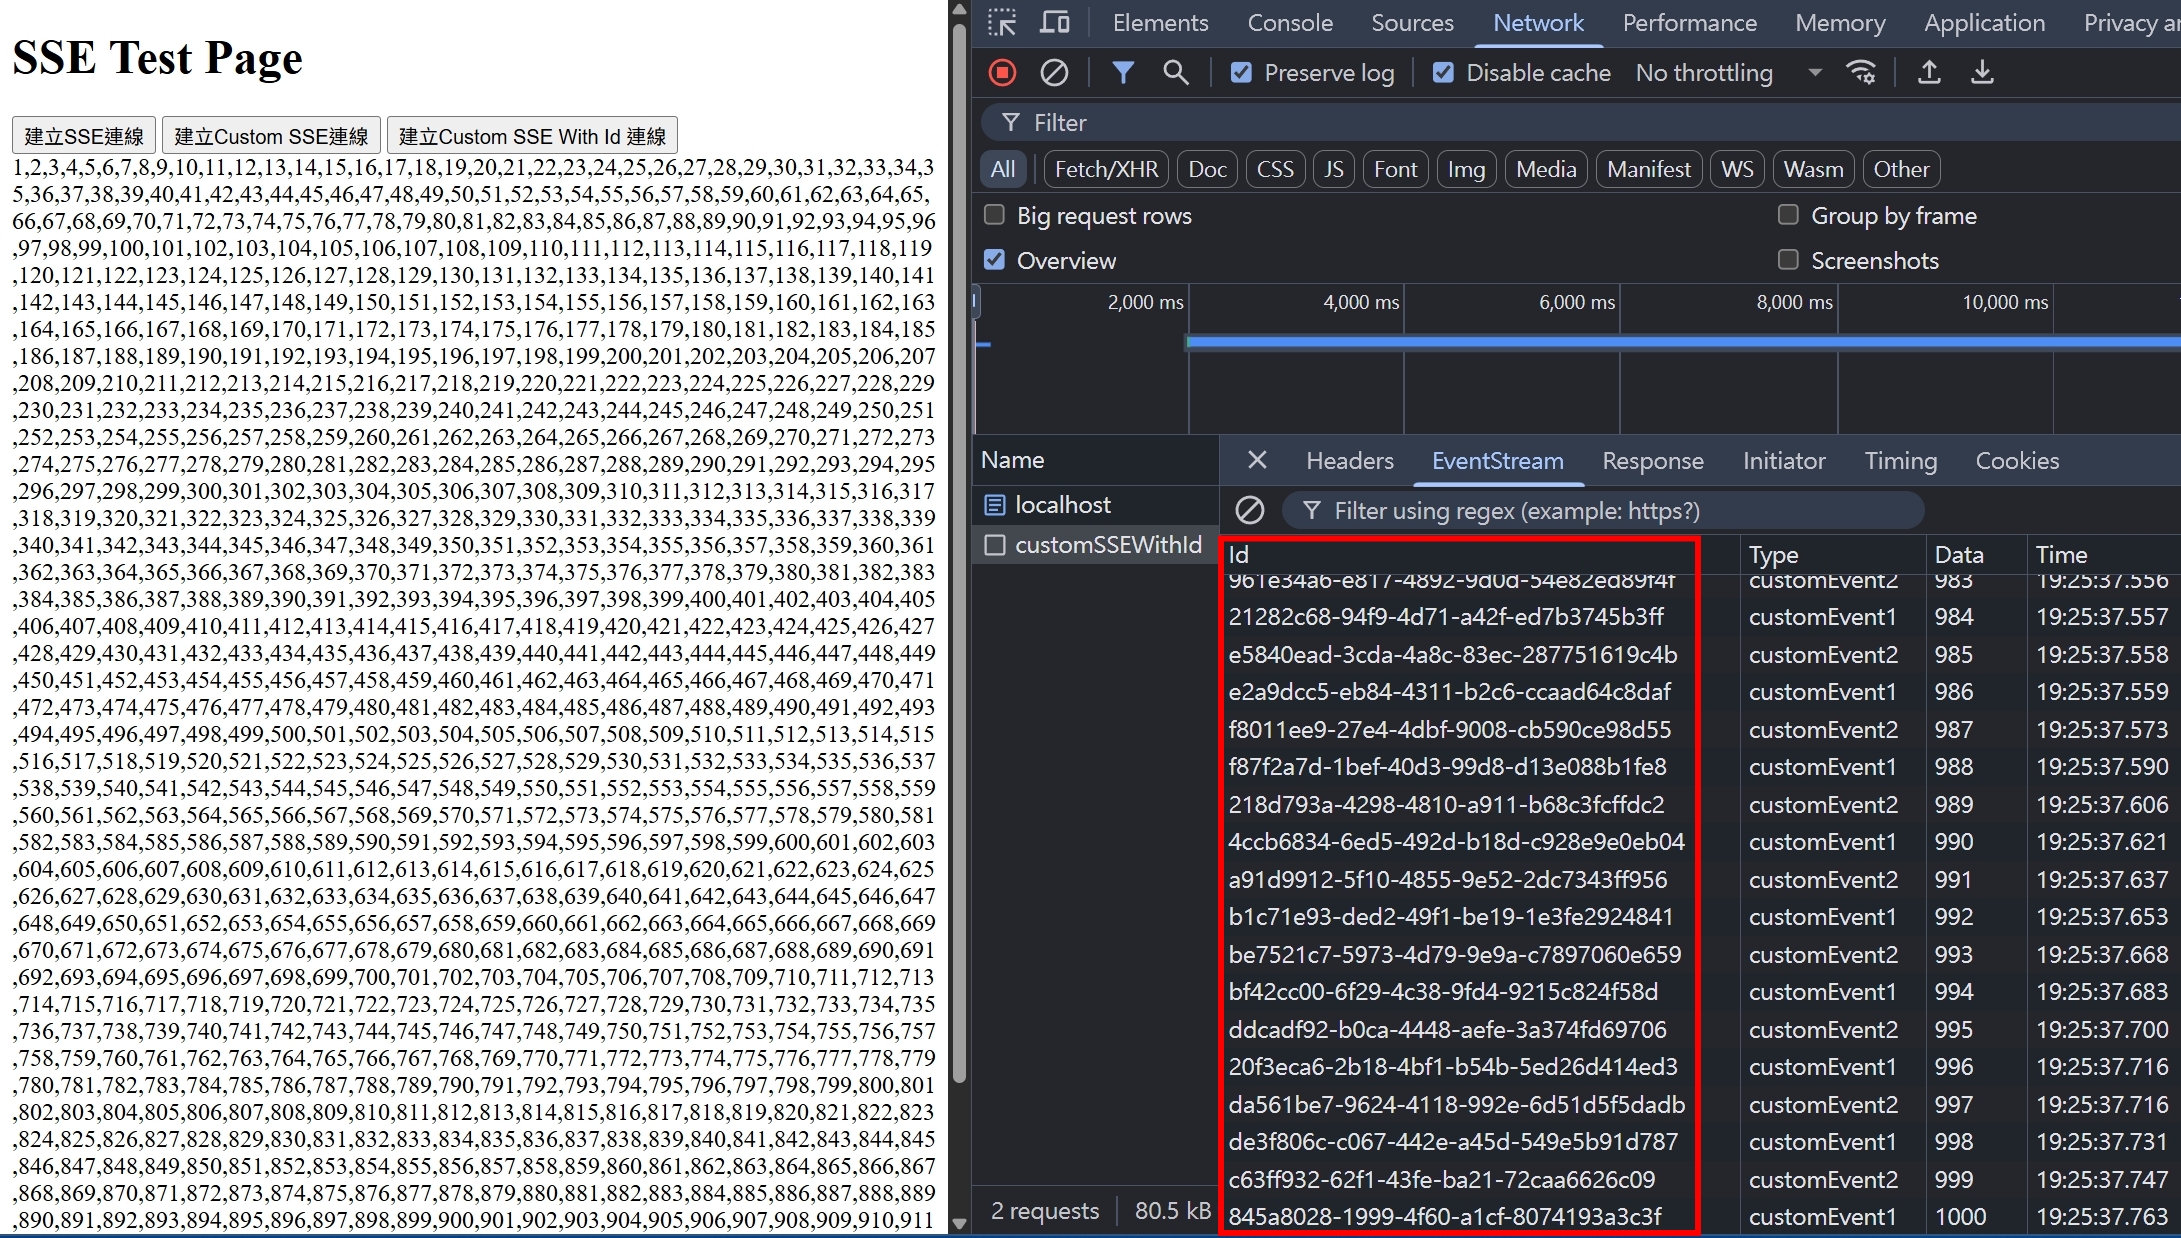 SSE Test Page
建立SSE連線 建立Custom SSE連線 建立Custom SSE With Id 連線
1,2,3,4,5,6,7,8,9,10,11,12,13,14,15,16,17,18,19,20,21,22,23,24,25,26,27,28,29,30,31,32,33,34,3
5,36,37,38,39,40,41,42,43,44,45,46,47,48,49,50,51,52,53,54,55,56,57,58,59,60,61,62,63,64,65,
66,67,68,69,70,71,72,73,74,75,76,77,78,79,80,81,82,83,84,85,86,87,88,89,90,91,92,93,94,95,96
,97,98,99,100,101,102,103,104,105,106,107,108,109,110,111,112,113,114,115,116,117,118,119
,120,121,122,123,124,125,126,127,128,129,130,131,132,133,134,135,136,137,138,139,140,141
,142,143,144,145,146,147,148,149,150,151,152,153,154,155,156,157,158,159,160,161,162,163
,164,165,166,167,168,169,170,171,172,173,174,175,176,177,178,179,180,181,182,183,184,185
,186,187,188,189,190,191,192,193,194,195,196,197,198,199,200,201,202,203,204,205,206,207
,208,209,210,211,212,213,214,215,216,217,218,219,220,221,222,223,224,225,226,227,228,229
,230,231,232,233,234,235,236,237,238,239,240,241,242,243,244,245,246,247,248,249,250,251
,252,253,254,255,256,257,258,259,260,261,262,263,264,265,266,267,268,269,270,271,272,273
,274,275,276,277,278,279,280,281,282,283,284,285,286,287,288,289,290,291,292,293,294,295
,296,297,298,299,300,301,302,303,304,305,306,307,308,309,310,311,312,313,314,315,316,317
,318,319,320,321,322,323,324,325,326,327,328,329,330,331,332,333,334,335,336,337,338,339
,340,341,342,343,344,345,346,347,348,349,350,351,352,353,354,355,356,357,358,359,360,361
,362,363,364,365,366,367,368,369,370,371,372,373,374,375,376,377,378,379,380,381,382,383
,384,385,386,387,388,389,390,391,392,393,394,395,396,397,398,399,400,401,402,403,404,405
,406,407,408,409,410,411,412,413,414,415,416,417,418,419,420,421,422,423,424,425,426,427
,428,429,430,431,432,433,434,435,436,437,438,439,440,441,442,443,444,445,446,447,448,449
,450,451,452,453,454,455,456,457,458,459,460,461,462,463,464,465,466,467,468,469,470,471
,472,473,474,475,476,477,478,479,480,481,482,483,484,485,486,487,488,489,490,491,492,493
,494,495,496,497,498,499,500,501,502,503,504,505,506,507,508,509,510,511,512,513,514,515
,516,517,518,519,520,521,522,523,524,525,526,527,528,529,530,531,532,533,534,535,536,537
,538,539,540,541,542,543,544,545,546,547,548,549,550,551,552,553,554,555,556,557,558,559
,560,561,562,563,564,565,566,567,568,569,570,571,572,573,574,575,576,577,578,579,580,581
,582,583,584,585,586,587,588,589,590,591,592,593,594,595,596,597,598,599,600,601,602,603
,604,605,606,607,608,609,610,611,612,613,614,615,616,617,618,619,620,621,622,623,624,625
,626,627,628,629,630,631,632,633,634,635,636,637,638,639,640,641,642,643,644,645,646,647
,648,649,650,651,652,653,654,655,656,657,658,659,660,661,662,663,664,665,666,667,668,669
,670,671,672,673,674,675,676,677,678,679,680,681,682,683,684,685,686,687,688,689,690,691
,692,693,694,695,696,697,698,699,700,701,702,703,704,705,706,707,708,709,710,711,712,713
,714,715,716,717,718,719,720,721,722,723,724,725,726,727,728,729,730,731,732,733,734,735
,736,737,738,739,740,741,742,743,744,745,746,747,748,749,750,751,752,753,754,755,756,757
,758,759,760,761,762,763,764,765,766,767,768,769,770,771,772,773,774,775,776,777,778,779
,780,781,782,783,784,785,786,787,788,789,790,791,792,793,794,795,796,797,798,799,800,801
,802,803,804,805,806,807,808,809,810,811,812,813,814,815,816,817,818,819,820,821,822,823
,824,825,826,827,828,829,830,831,832,833,834,835,836,837,838,839,840,841,842,843,844,845
,846,847,848,849,850,851,852,853,854,855,856,857,858,859,860,861,862,863,864,865,866,867
,868,869,870,871,872,873,874,875,876,877,878,879,880,881,882,883,884,885,886,887,888,889
,890,891,892,893,894,895,896,897,898,899,900,901,902,903,904,905,906,907,908,909,910,911
Elements Console Sources Network Performance Memory Application Privacy a
Preserve log Disable cache No throttling
Filter
All Fetch/XHR Doc CSS JS Font Img Media Manifest WS Wasm Other
Big request rows Group by frame
Overview Screenshots
2,000 ms 4,000 ms 6,000 ms 8,000 ms 10,000 ms
Name Headers EventStream Response Initiator Timing Cookies
localhost
customSSEWithId
Filter using regex (example: https?)
Id Type Data Time
961e34a6-e817-4892-9d0d-54e82ed89f4f customEvent2 983 19:25:37.556
21282c68-94f9-4d71-a42f-ed7b3745b3ff customEvent1 984 19:25:37.557
e5840ead-3cda-4a8c-83ec-287751619c4b customEvent2 985 19:25:37.558
e2a9dcc5-eb84-4311-b2c6-ccaad64c8daf customEvent1 986 19:25:37.559
f8011ee9-27e4-4dbf-9008-cb590ce98d55 customEvent2 987 19:25:37.573
f87f2a7d-1bef-40d3-99d8-d13e088b1fe8 customEvent1 988 19:25:37.590
218d793a-4298-4810-a911-b68c3fcffdc2 customEvent2 989 19:25:37.606
4ccb6834-6ed5-492d-b18d-c928e9e0eb04 customEvent1 990 19:25:37.621
a91d9912-5f10-4855-9e52-2dc7343ff956 customEvent2 991 19:25:37.637
b1c71e93-ded2-49f1-be19-1e3fe2924841 customEvent1 992 19:25:37.653
be7521c7-5973-4d79-9e9a-c7897060e659 customEvent2 993 19:25:37.668
bf42cc00-6f29-4c38-9fd4-9215c824f58d customEvent1 994 19:25:37.683
ddcadf92-b0ca-4448-aefe-3a374fd69706 customEvent2 995 19:25:37.700
20f3eca6-2b18-4bf1-b54b-5ed26d414ed3 customEvent1 996 19:25:37.716
da561be7-9624-4118-992e-6d51d5f5dadb customEvent2 997 19:25:37.716
de3f806c-c067-442e-a45d-549e5b91d787 customEvent1 998 19:25:37.731
c63ff932-62f1-43fe-ba21-72caa6626c09 customEvent2 999 19:25:37.747
845a8028-1999-4f60-a1cf-8074193a3c3f customEvent1 1000 19:25:37.763
2 requests 80.5 kB